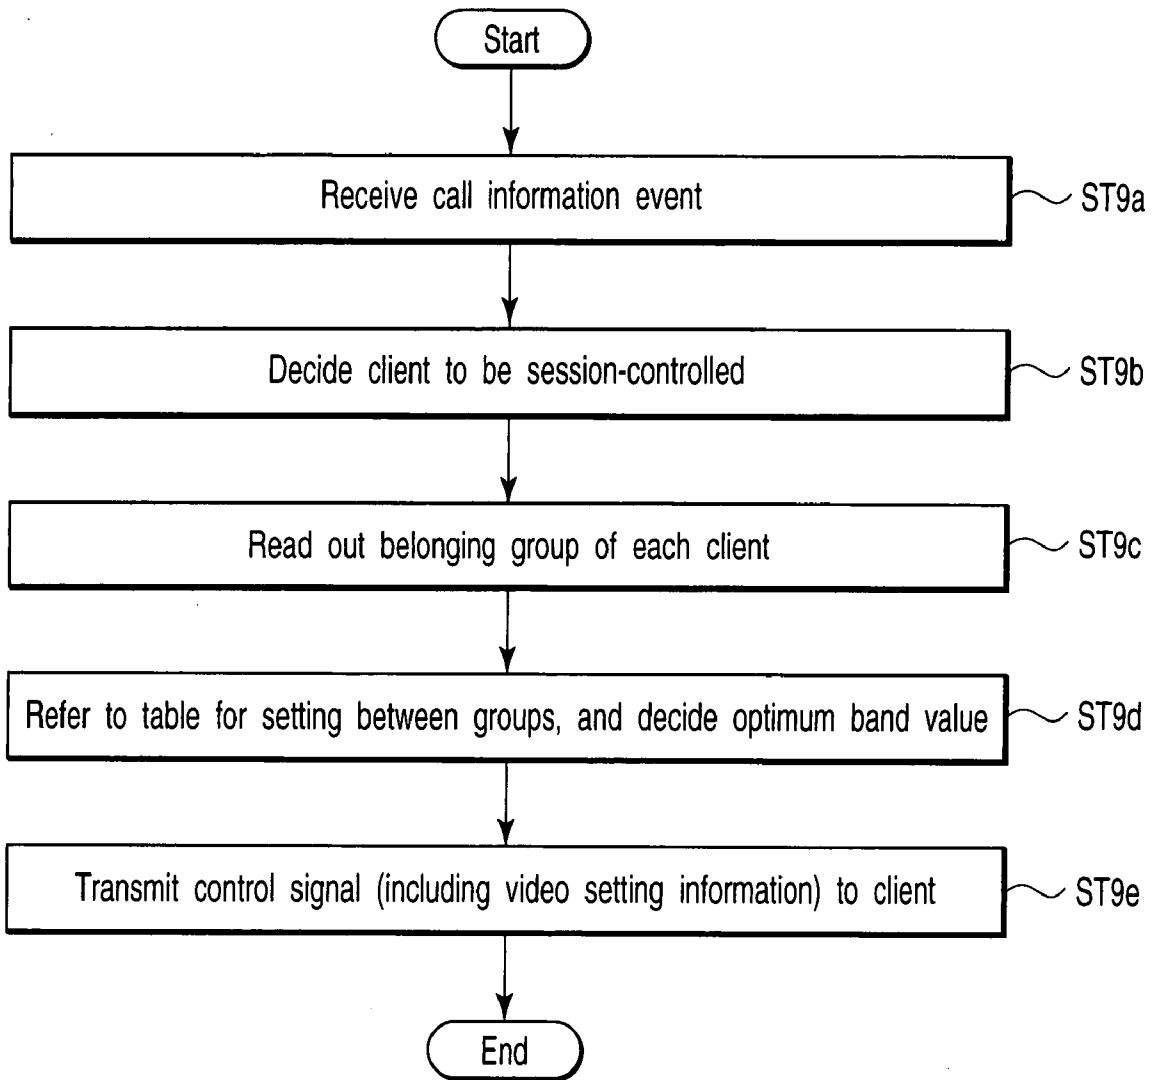 Start
Receive call information event
ST9a
Decide client to be session-controlled
ST9b
Read out belonging group of each client
ST9c
Refer to table for setting between groups, and decide optimum band value
ST9d
Transmit control signal (including video setting information) to client
ST9e
End